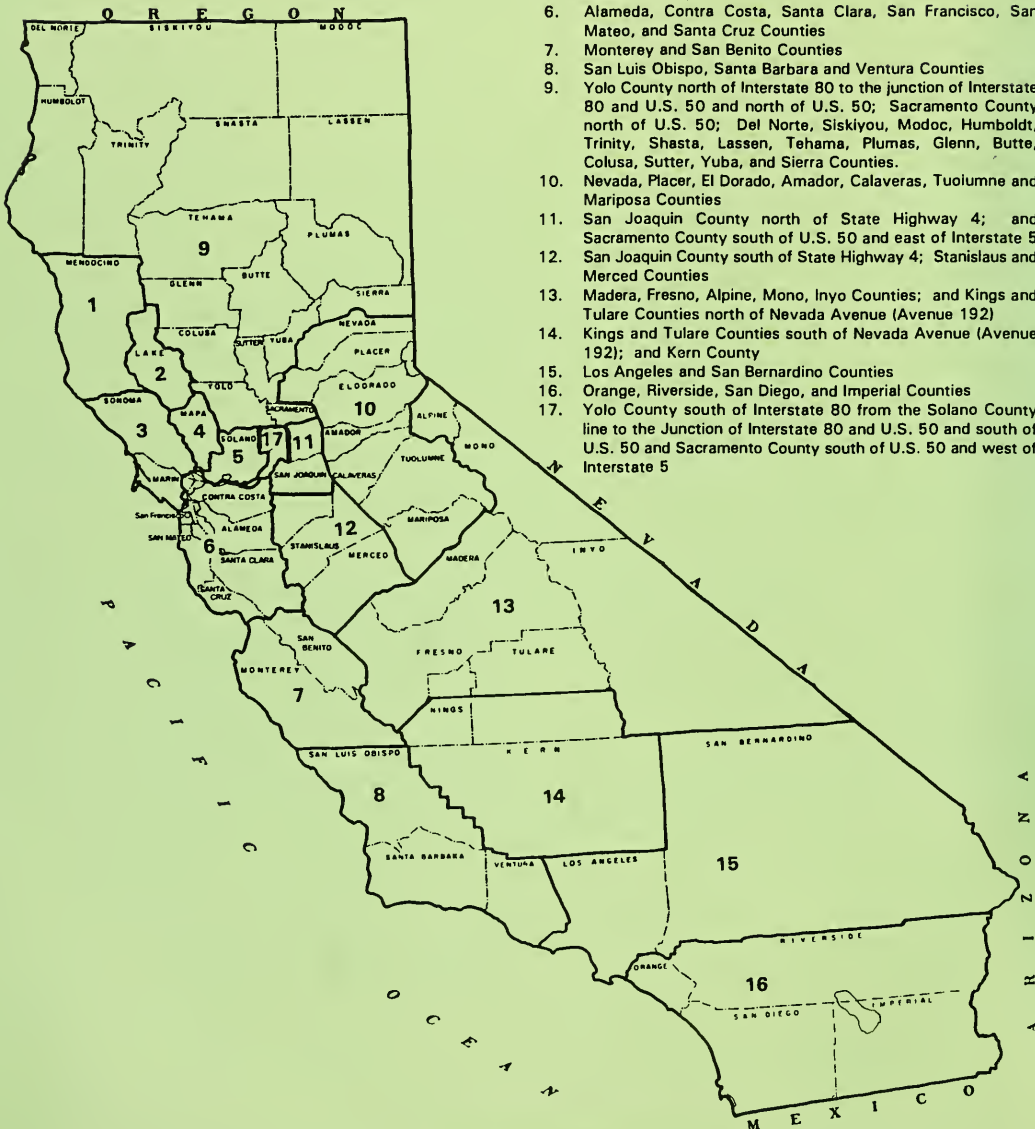 6. Alameda, Contra Costa, Santa Clara, San Francisco, San
Mateo, and Santa Cruz Counties
7. Monterey and San Benito Counties
8. San Luis Obispo, Santa Barbara and Ventura Counties
9. Yolo County north of Interstate 80 to the junction of Interstate
80 and U.S. 50 and north of U.S. 50; Sacramento County
north of U.S. 50; Del Norte, Siskiyou, Modoc, Humboldt,
Trinity, Shasta, Lassen, Tehama, Plumas, Glenn, Butte,
Colusa, Sutter, Yuba, and Sierra Counties.
10. Nevada, Placer, El Dorado, Amador, Calaveras, Tuolumne and
Mariposa Counties
11. San Joaquin County north of State Highway 4; and
Sacramento County south of U.S. 50 and east of Interstate 5
12. San Joaquin County south of State Highway 4; Stanislaus and
Merced Counties
13. Madera, Fresno, Alpine, Mono, Inyo Counties; and Kings and
Tulare Counties north of Nevada Avenue (Avenue 192)
14. Kings and Tulare Counties south of Nevada Avenue (Avenue
192); and Kern County
15. Los Angeles and San Bernardino Counties
16. Orange, Riverside, San Diego, and Imperial Counties
17. Yolo County south of Interstate 80 from the Solano County
line to the Junction of Interstate 80 and U.S. 50 and south of
U.S. 50 and Sacramento County south of U.S. 50 and west of
Interstate 5
OREGON
DEL NORTE
SISKIYOU
MODOC
HUMBOLDT
TRINITY
SHASTA
LASSEN
TEHAMA
9
PLUMAS
MENDOCINO
1
GLENN
BUTTE
SIERRA
COLUSA
SUTTER
YUBA
NEVADA
LAKE
2
PLACER
YOLO
ELDORADO
SONOMA
NAPA
SACRAMENTO
10
ALPINE
3
4
SOLANO
17
11
AMADOR
MONO
5
TUOLUMNE
MARIN
SAN JOAQUIN
CALAVERAS
CONTRA COSTA
San Francisco
ALAMEDA
12
MARIPOSA
SAN MATEO
6
STANISLAUS
SANTA CLARA
MERCED
MADERA
INYO
SANTA
CRUZ
13
SAN
BENITO
FRESNO
TULARE
MONTEREY
7
KINGS
SAN LUIS OBISPO
KERN
SAN BERNARDINO
8
14
SANTA BARBARA
VENTURA
LOS ANGELES
15
RIVERSIDE
ORANGE
16
SAN DIEGO
IMPERIAL
NEVADA
ARIZONA
MEXICO
PACIFIC
OCEAN